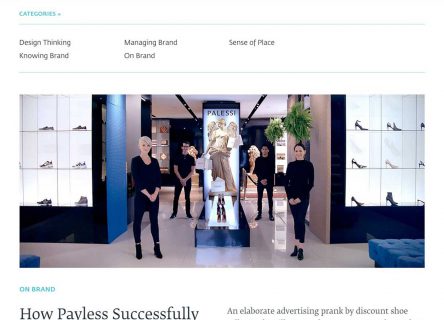 CATEGORIES
Design Thinking
Managing Brand
Sense of Place
Knowing Brand
On Brand
PALESSI
ON BRAND
How Payless Successfully
An elaborate advertising prank by discount shoe